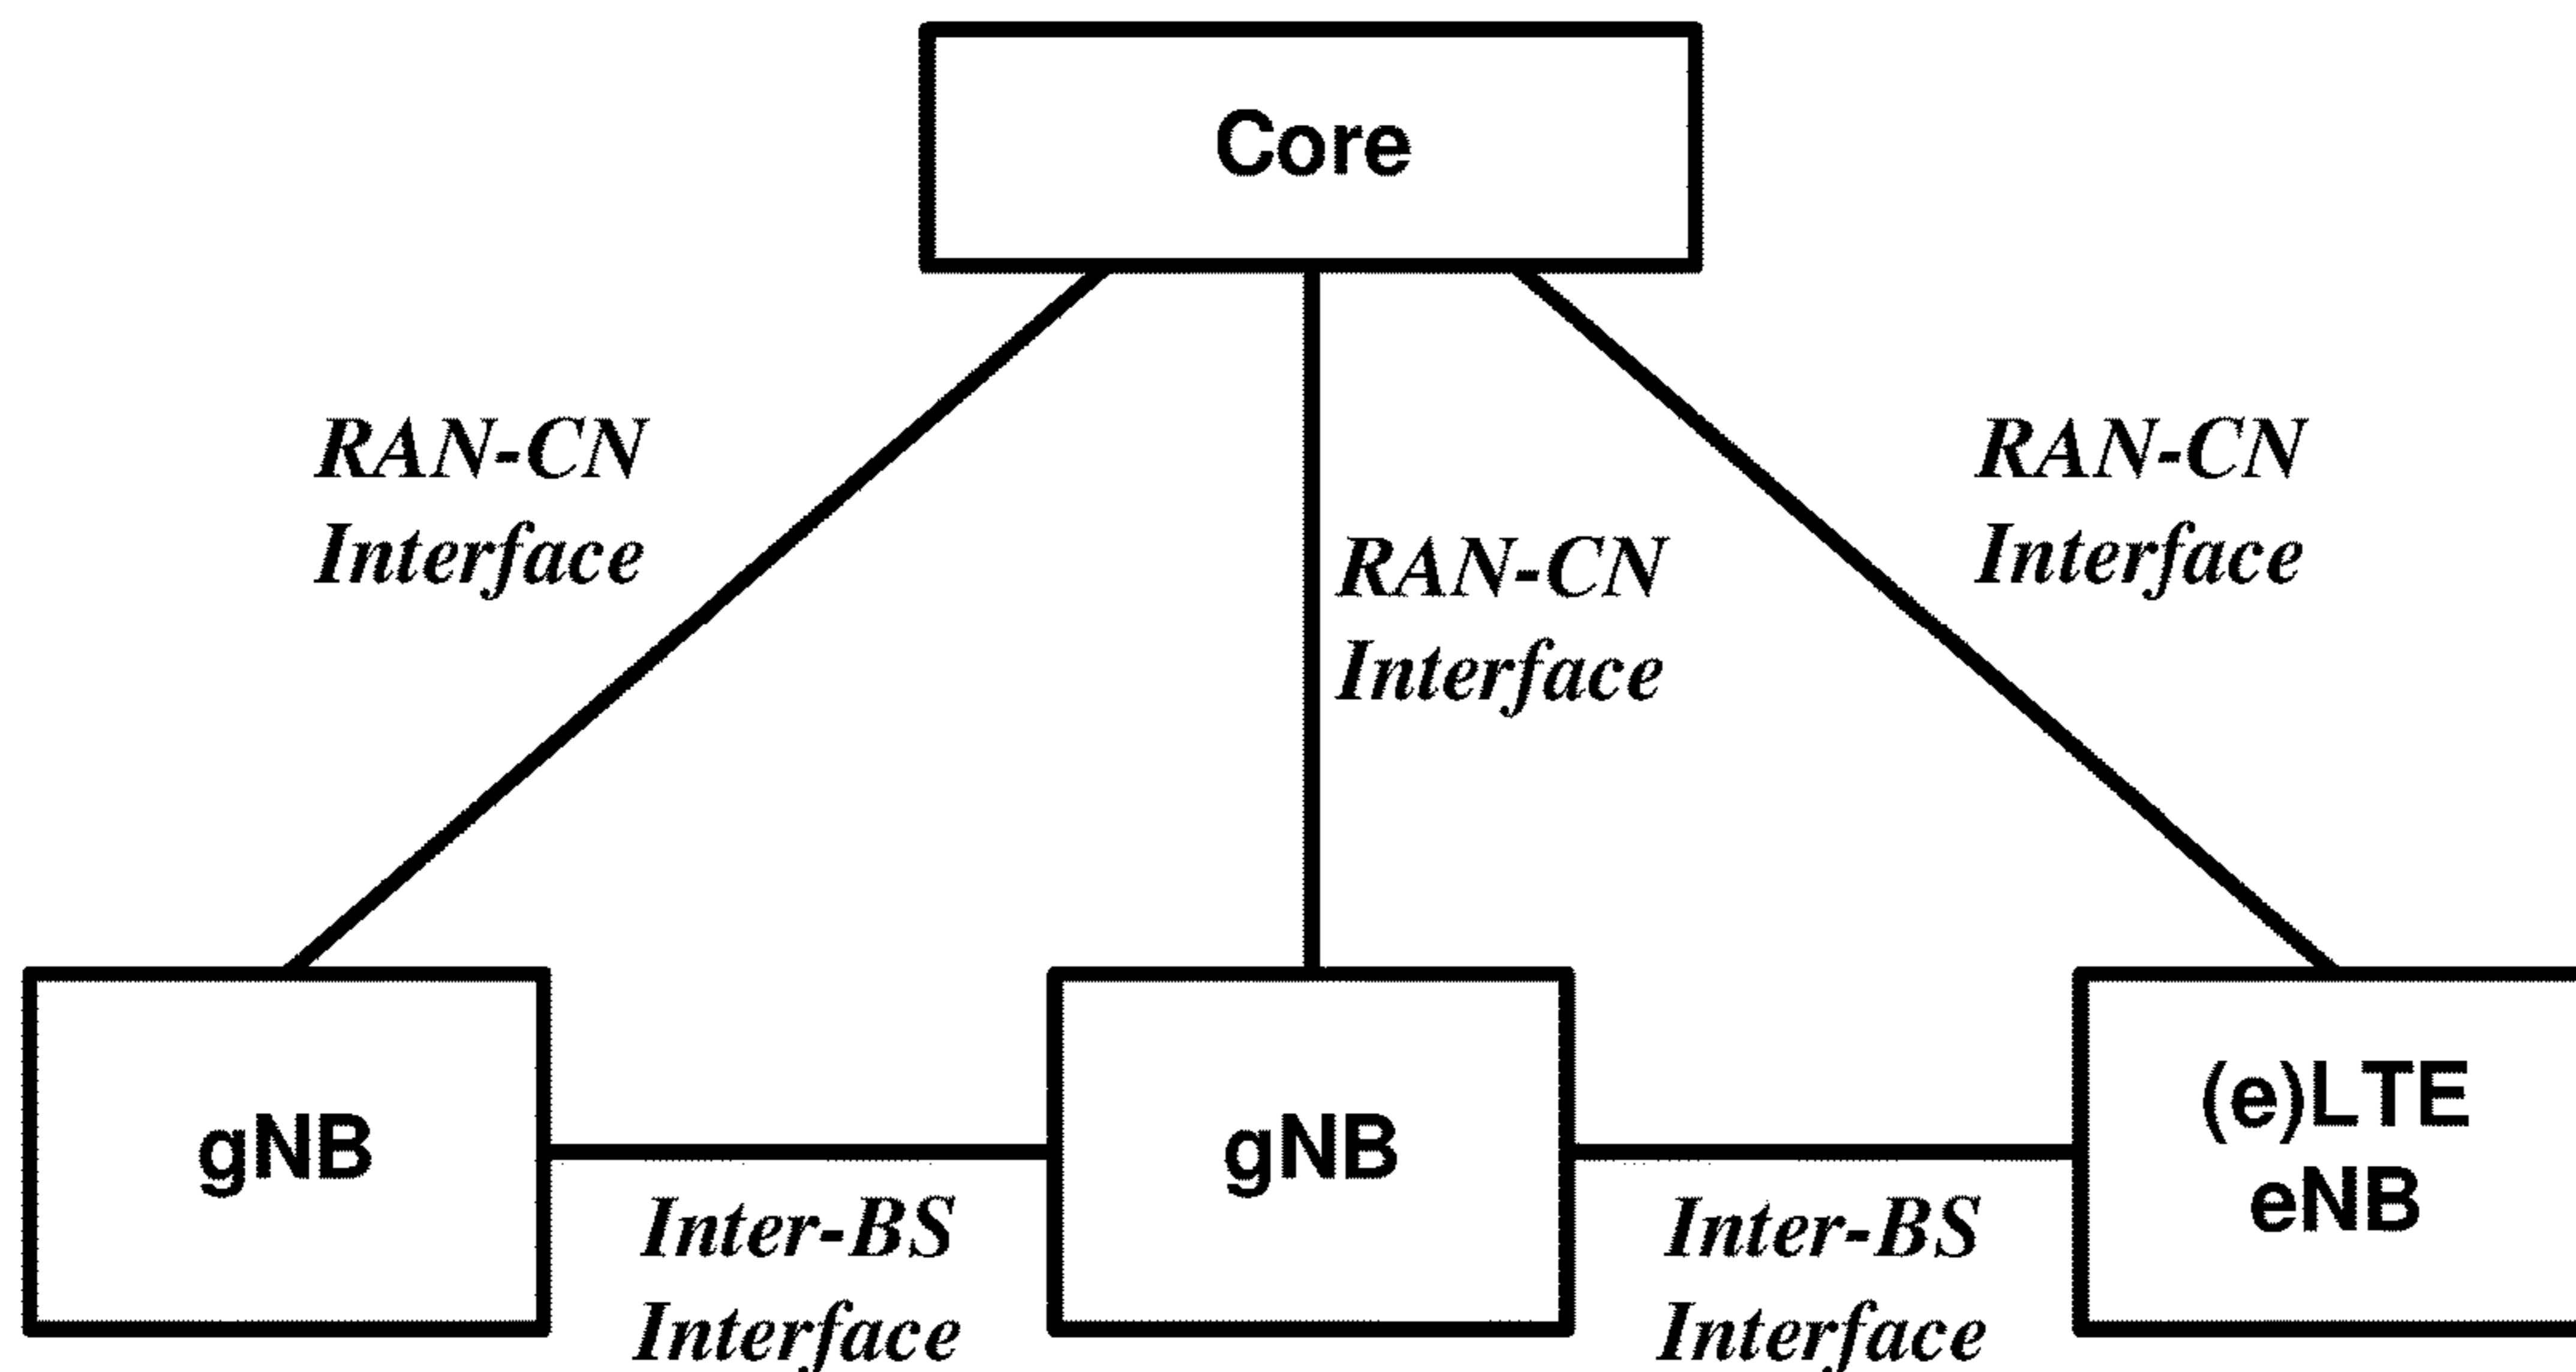 Core
RAN-CN
Interface
RAN-CN
Interface
RAN-CN
Interface
gNB
gNB
(e)LTE
eNB
Inter-BS
Interface
Inter-BS
Interface